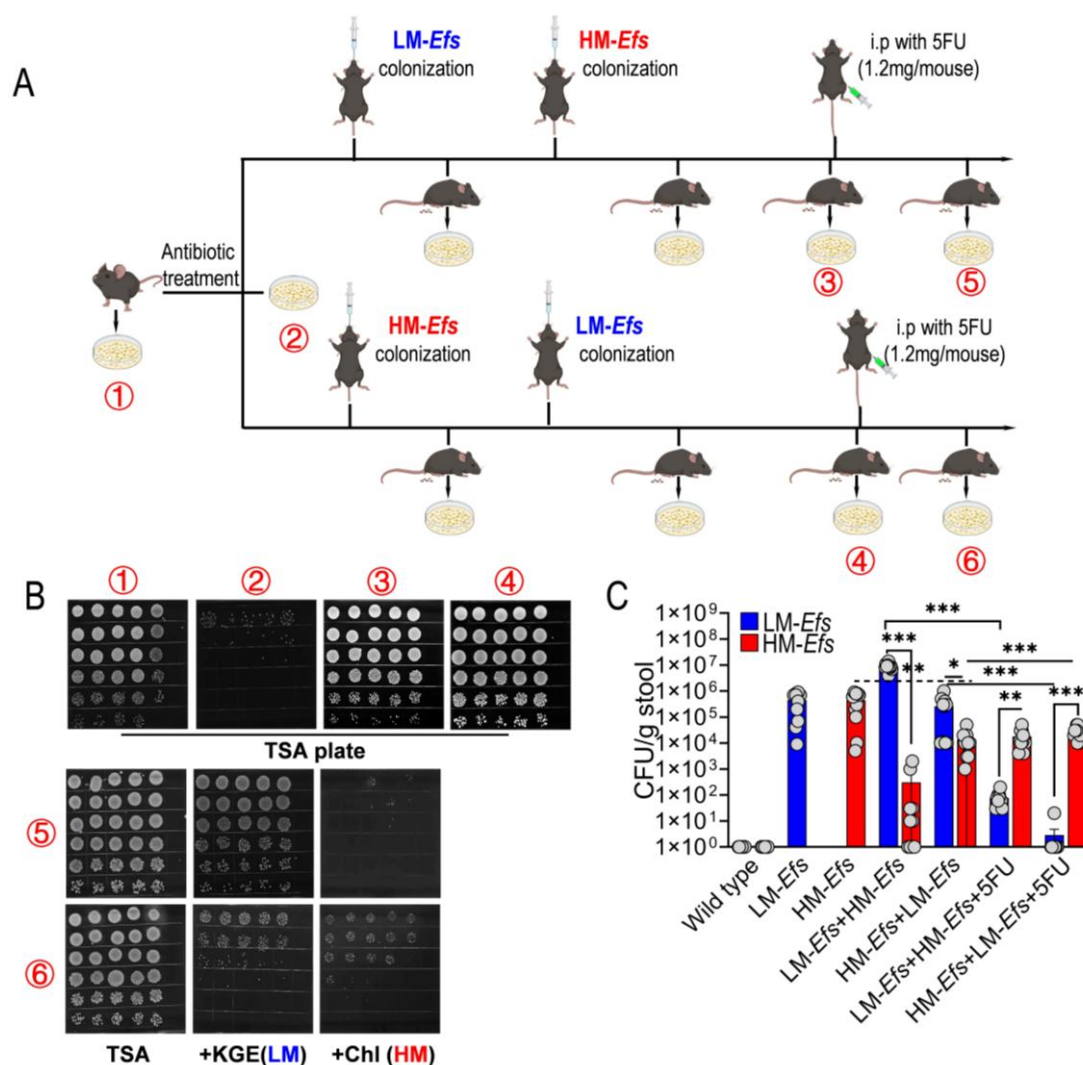 A
LM-Efs
colonization
HM-Efs
colonization
i.p with 5FU
(1.2mg/mouse)
Antibiotic
treatment
①
②
③
⑤
HM-Efs
colonization
LM-Efs
colonization
i.p with 5FU
(1.2mg/mouse)
④
⑥
B
① ② ③ ④
TSA plate
⑤
⑥
TSA +KGE(LM) +Chl (HM)
C
CFU/g stool
1×10⁹
1×10⁸
1×10⁷
1×10⁶
1×10⁵
1×10⁴
1×10²
1×10¹
1×10⁰
LM-Efs
HM-Efs
***
***
**
*
***
***
**
***
Wild type
LM-Efs
HM-Efs
LM-Efs+HM-Efs
HM-Efs+LM-Efs
LM-Efs+HM-Efs+5FU
HM-Efs+LM-Efs+5FU